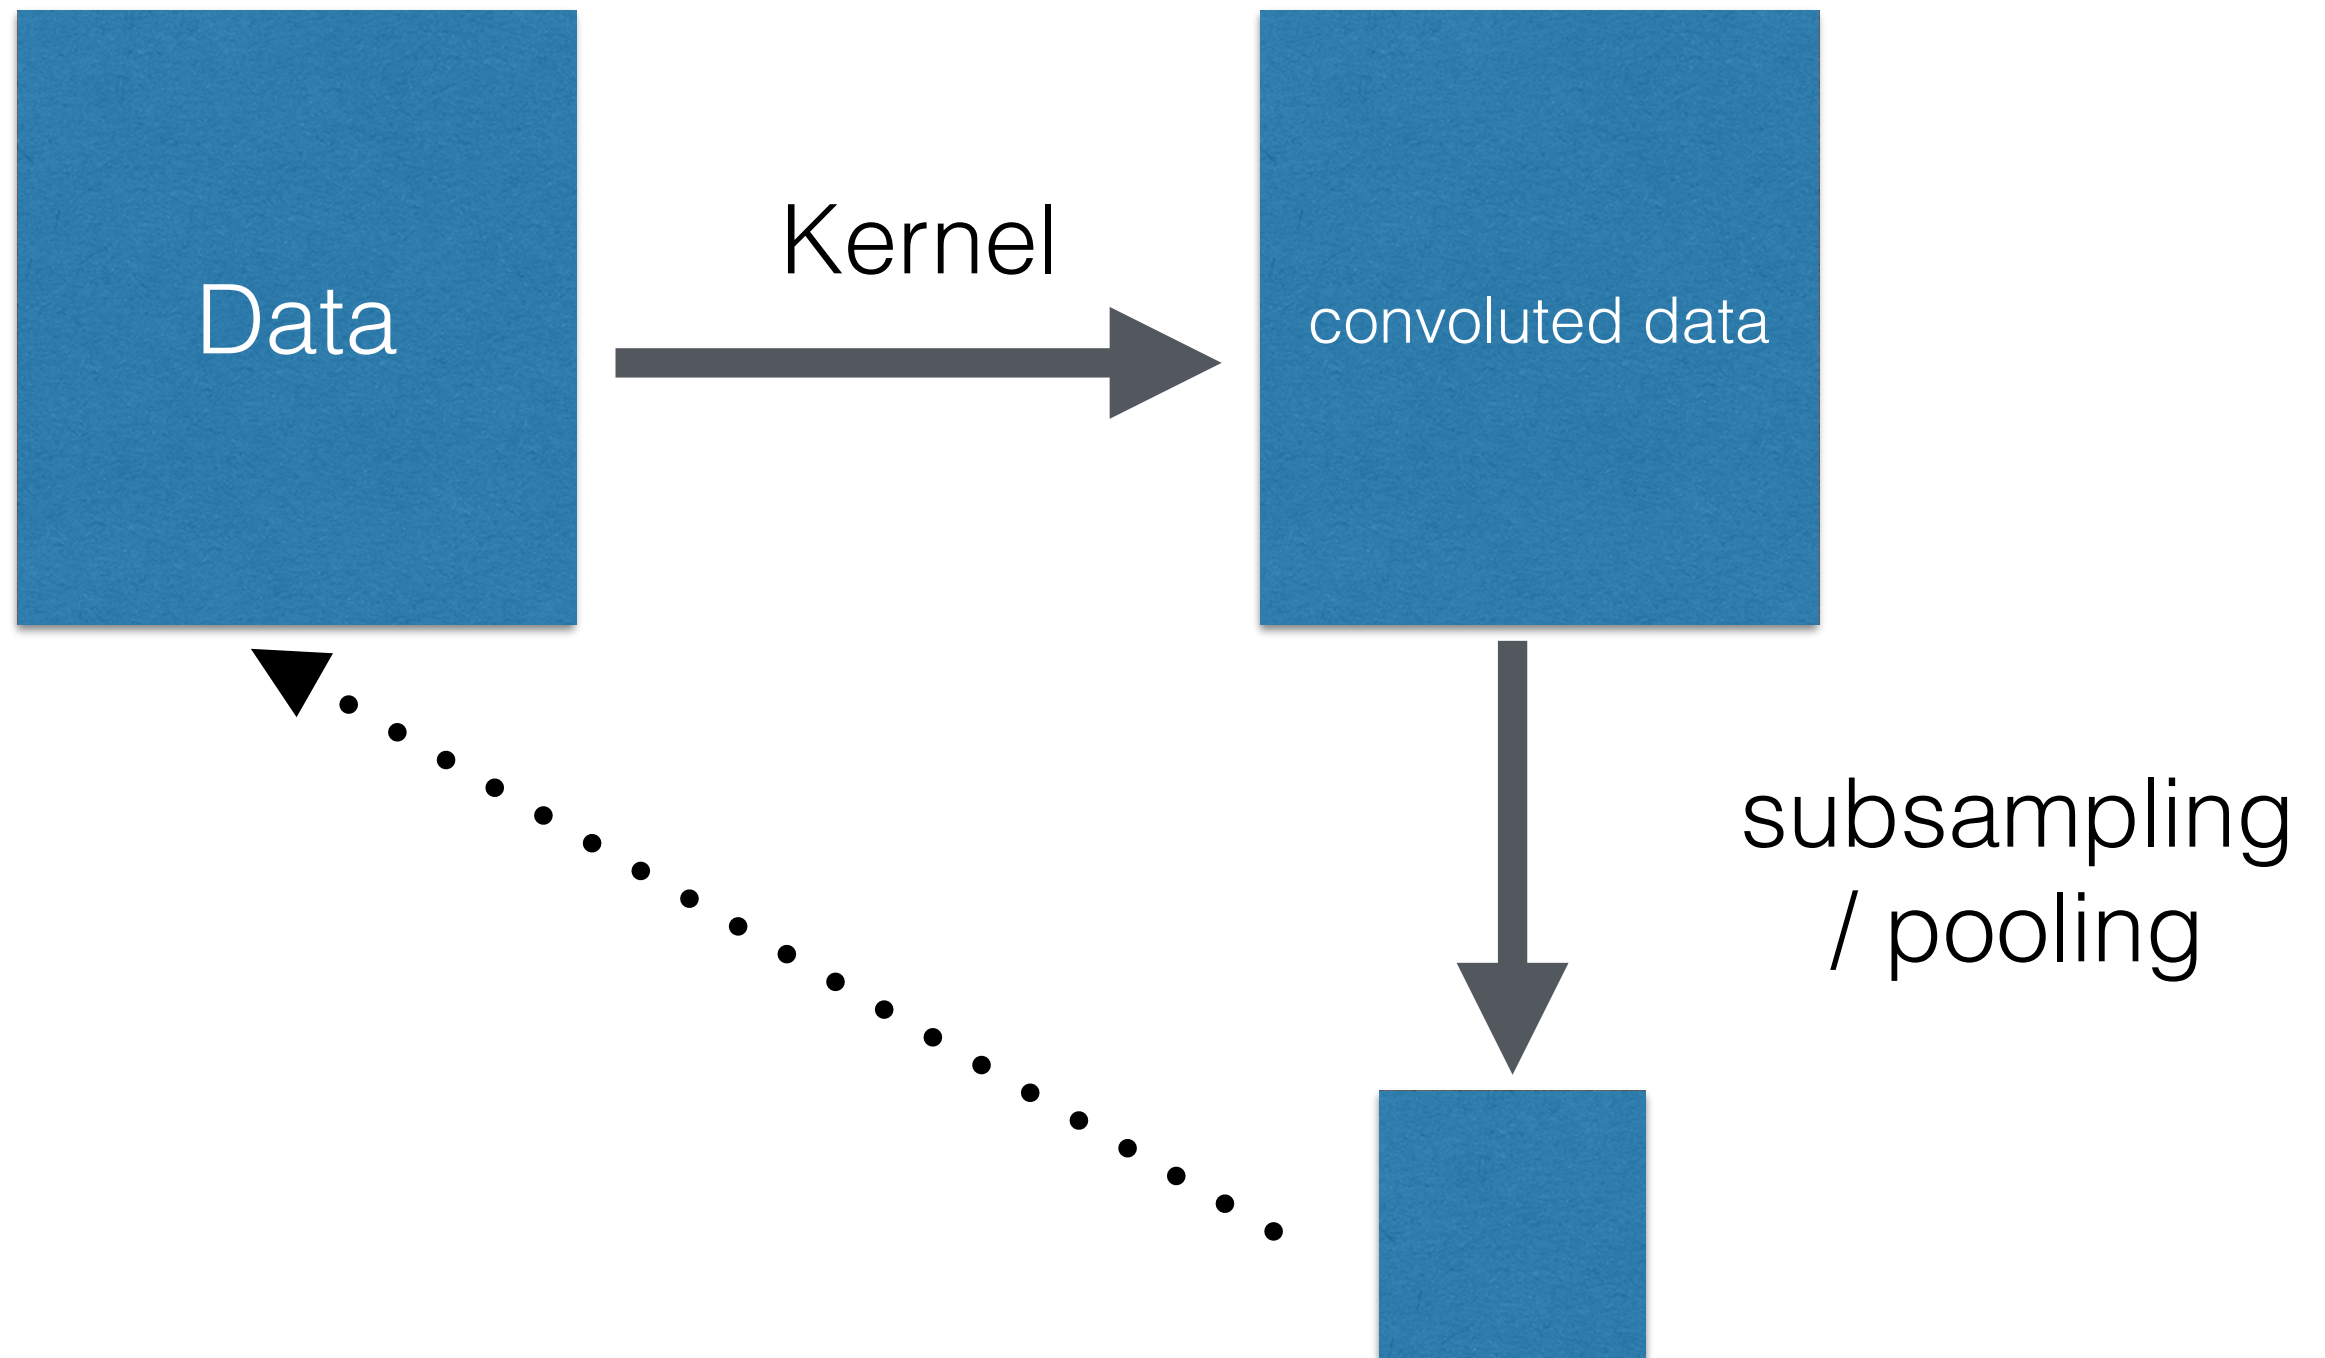 Data
Kernel
convoluted data
subsampling
/ pooling